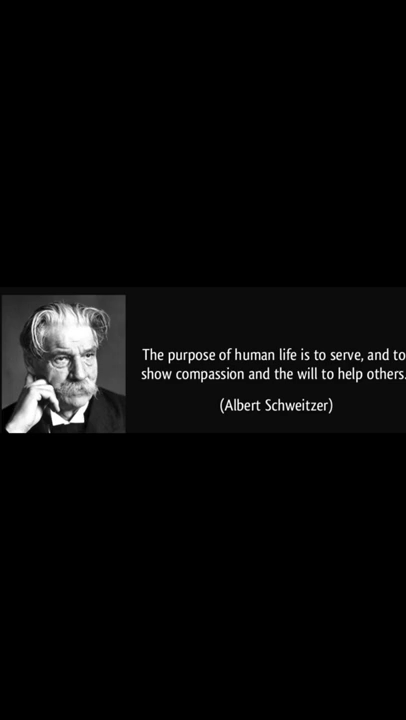 The purpose of human life is to serve, and to
show compassion and the will to help others.
(Albert Schweitzer)